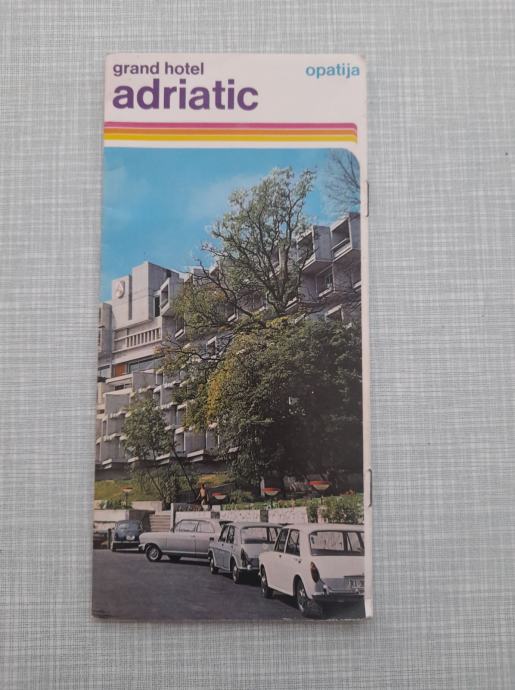 grand hotel
opatija
adriatic